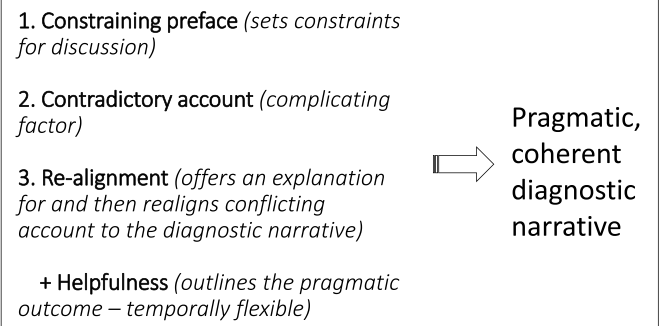 1. Constraining preface (sets constraints
for discussion)
2. Contradictory account (complicating
factor)
3. Re-alignment (offers an explanation
for and then realigns conflicting
account to the diagnostic narrative)
+ Helpfulness (outlines the pragmatic
outcome – temporally flexible)
Pragmatic,
coherent
diagnostic
narrative